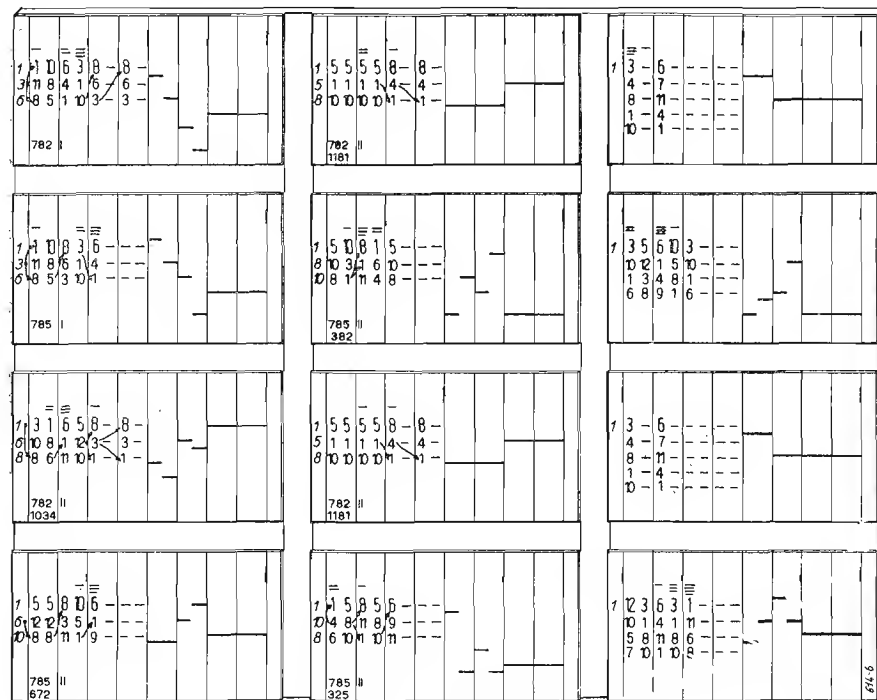 1 1 10 6 3 8 – 8 –
3 11 8 4 1 6 – 6 –
6 8 5 1 10 3 – 3 –
782 I
1 5 5 5 5 8 – 8 –
5 1 1 1 1 4 – 4 –
8 10 10 10 10 1 – 1 –
782 II
1181
1 3 – 6 – – – –
4 – 7 – – – –
8 – 11 – – – –
1 – 4 – – – –
10 – 1 – – – –
1 1 10 8 3 6 – – –
3 11 8 6 1 4 – – –
6 8 5 3 10 1 – – –
785 I
1 5 10 8 1 5 – – –
8 10 3 1 6 10 – – –
10 8 1 11 4 8 – – –
785 II
382
1 3 5 6 10 3 – – –
10 12 1 5 10 – – –
1 3 4 8 1 – – –
6 8 9 1 6 – – –
1 3 1 6 5 8 – 8 –
6 10 8 1 12 3 – 3 –
8 8 6 11 10 1 – 1 –
782 II
1034
1 5 5 5 5 8 – 8 –
5 1 1 1 1 4 – 4 –
8 10 10 10 10 1 – 1 –
782 II
1181
1 3 – 6 – – – –
4 – 7 – – – –
8 – 11 – – – –
1 – 4 – – – –
10 – 1 – – – –
1 5 5 8 10 6 – – –
6 12 12 3 5 1 – – –
10 8 8 11 1 9 – – –
785 II
672
1 1 5 8 5 6 – – –
10 4 8 11 8 9 – – –
8 6 10 11 10 11 – – –
785 II
325
1 12 3 6 3 1 – – –
10 1 4 1 11 – – –
5 8 11 8 6 – – –
7 10 1 10 8 – – –
614-6